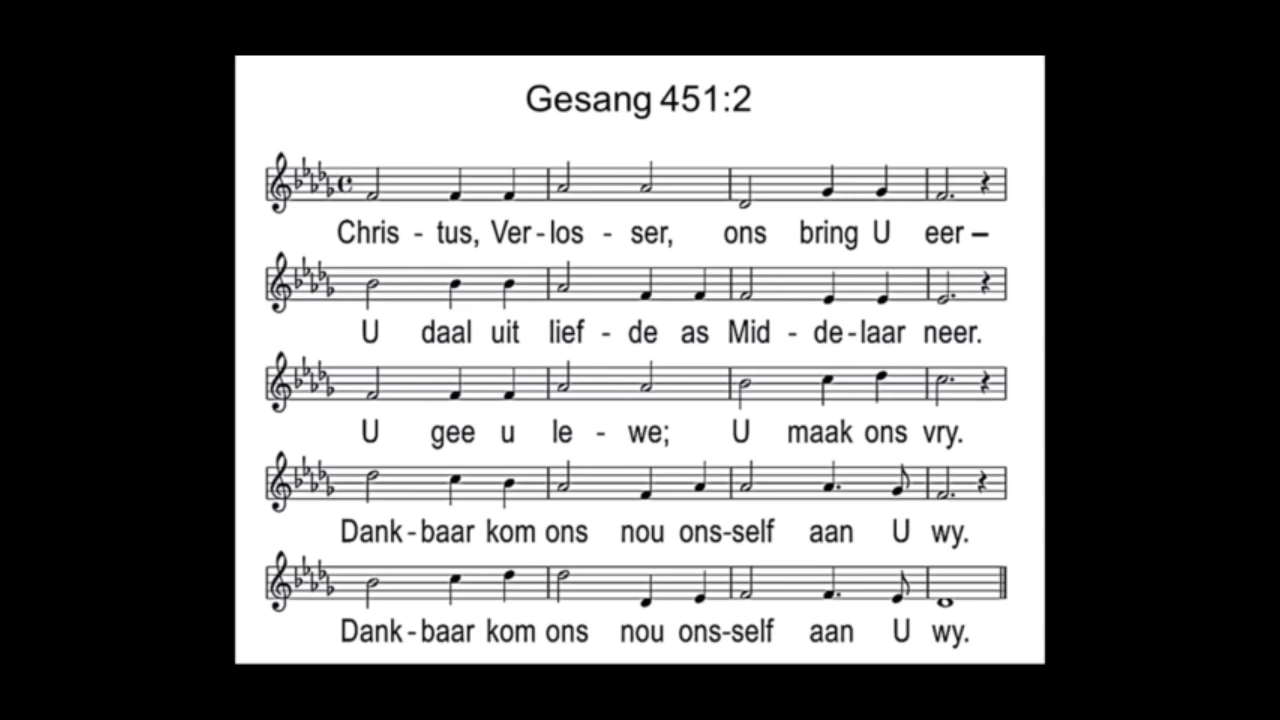 Gesang 451:2
Chris - tus, Ver - los - ser, ons bring U eer –
U daal uit lief - de as Mid - de - laar neer.
U gee u le - we; U maak ons vry.
Dank - baar kom ons nou ons-self aan U wy.
Dank - baar kom ons nou ons-self aan U wy.